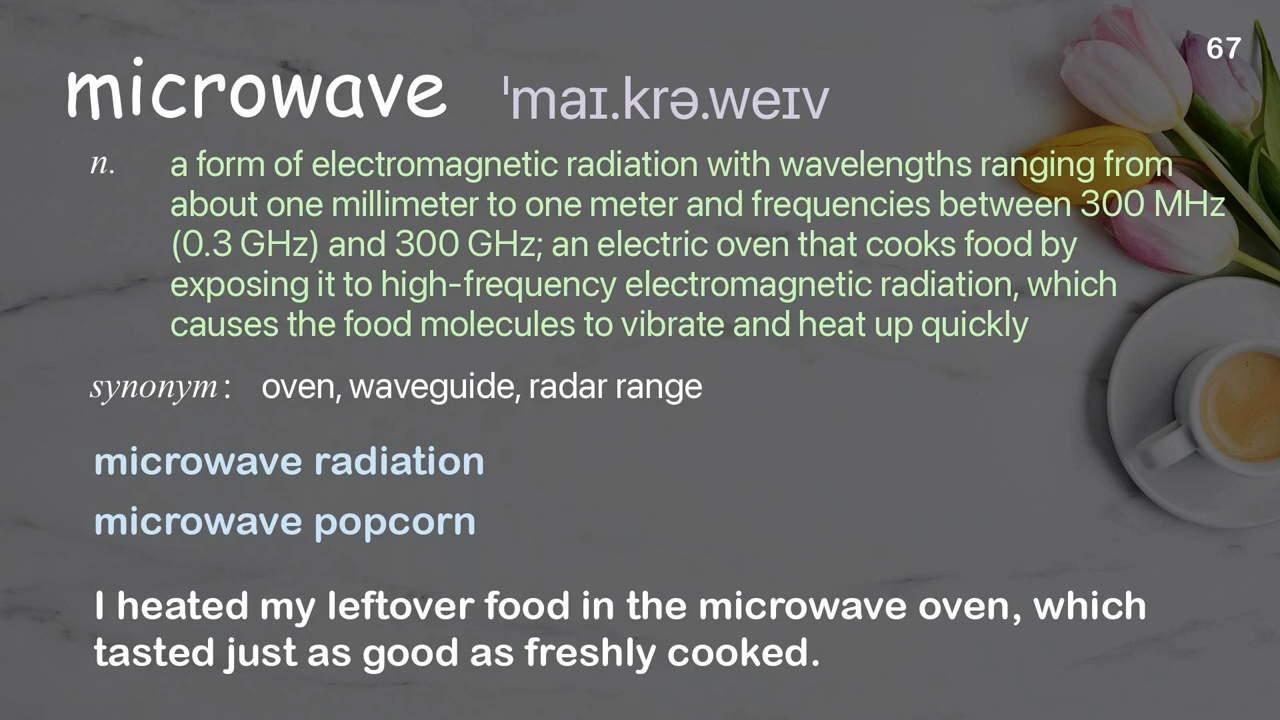 67
microwave ˈmaɪ.krə.weɪv
n. a form of electromagnetic radiation with wavelengths ranging from
about one millimeter to one meter and frequencies between 300 MHz
(0.3 GHz) and 300 GHz; an electric oven that cooks food by
exposing it to high-frequency electromagnetic radiation, which
causes the food molecules to vibrate and heat up quickly
synonym: oven, waveguide, radar range
microwave radiation
microwave popcorn
I heated my leftover food in the microwave oven, which
tasted just as good as freshly cooked.